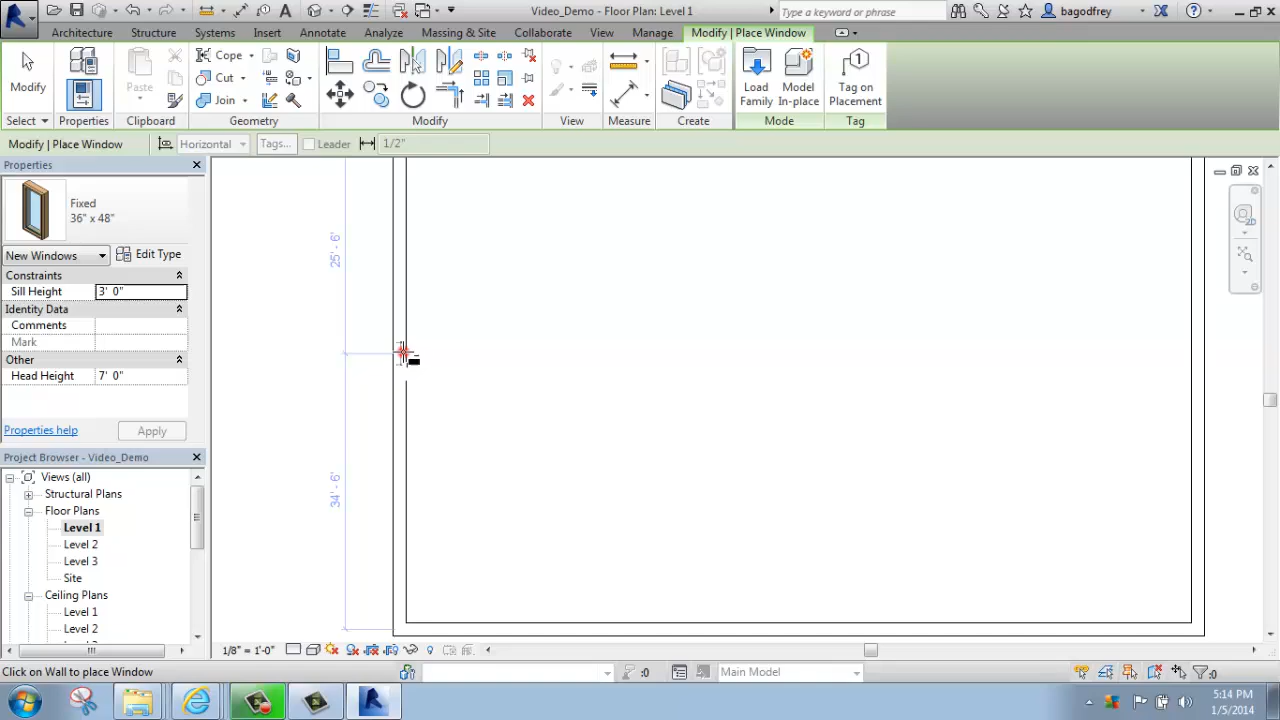 Video_Demo - Floor Plan: Level 1
Type a keyword or phrase
bagodfrey
Architecture
Structure
Systems
Insert
Annotate
Analyze
Massing & Site
Collaborate
View
Manage
Modify | Place Window
Modify
Paste
Cope
Cut
Join
Load Family
Model In-place
Tag on Placement
Select
Properties
Clipboard
Geometry
Modify
View
Measure
Create
Mode
Tag
Modify | Place Window
Horizontal
Tags...
Leader
1/2"
Properties
Fixed
36" x 48"
New Windows
Edit Type
Constraints
Sill Height
3' 0"
Identity Data
Comments
Mark
Other
Head Height
7' 0"
Properties help
Apply
25' - 6'
34' - 6'
2D
Project Browser - Video_Demo
Views (all)
Structural Plans
Floor Plans
Level 1
Level 2
Level 3
Site
Ceiling Plans
Level 1
Level 2
1/8" = 1'-0"
Click on Wall to place Window
:0
Main Model
:0
5:14 PM
1/5/2014